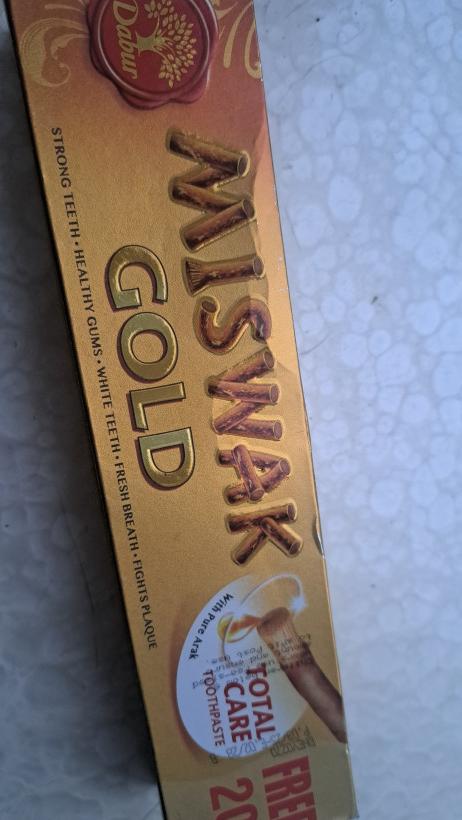 Dabur
MISWAK
GOLD
STRONG TEETH • HEALTHY GUMS • WHITE TEETH • FRESH BREATH • FIGHTS PLAQUE
With Pure Arak
TOTAL
CARE
TOOTHPASTE
FREE
20